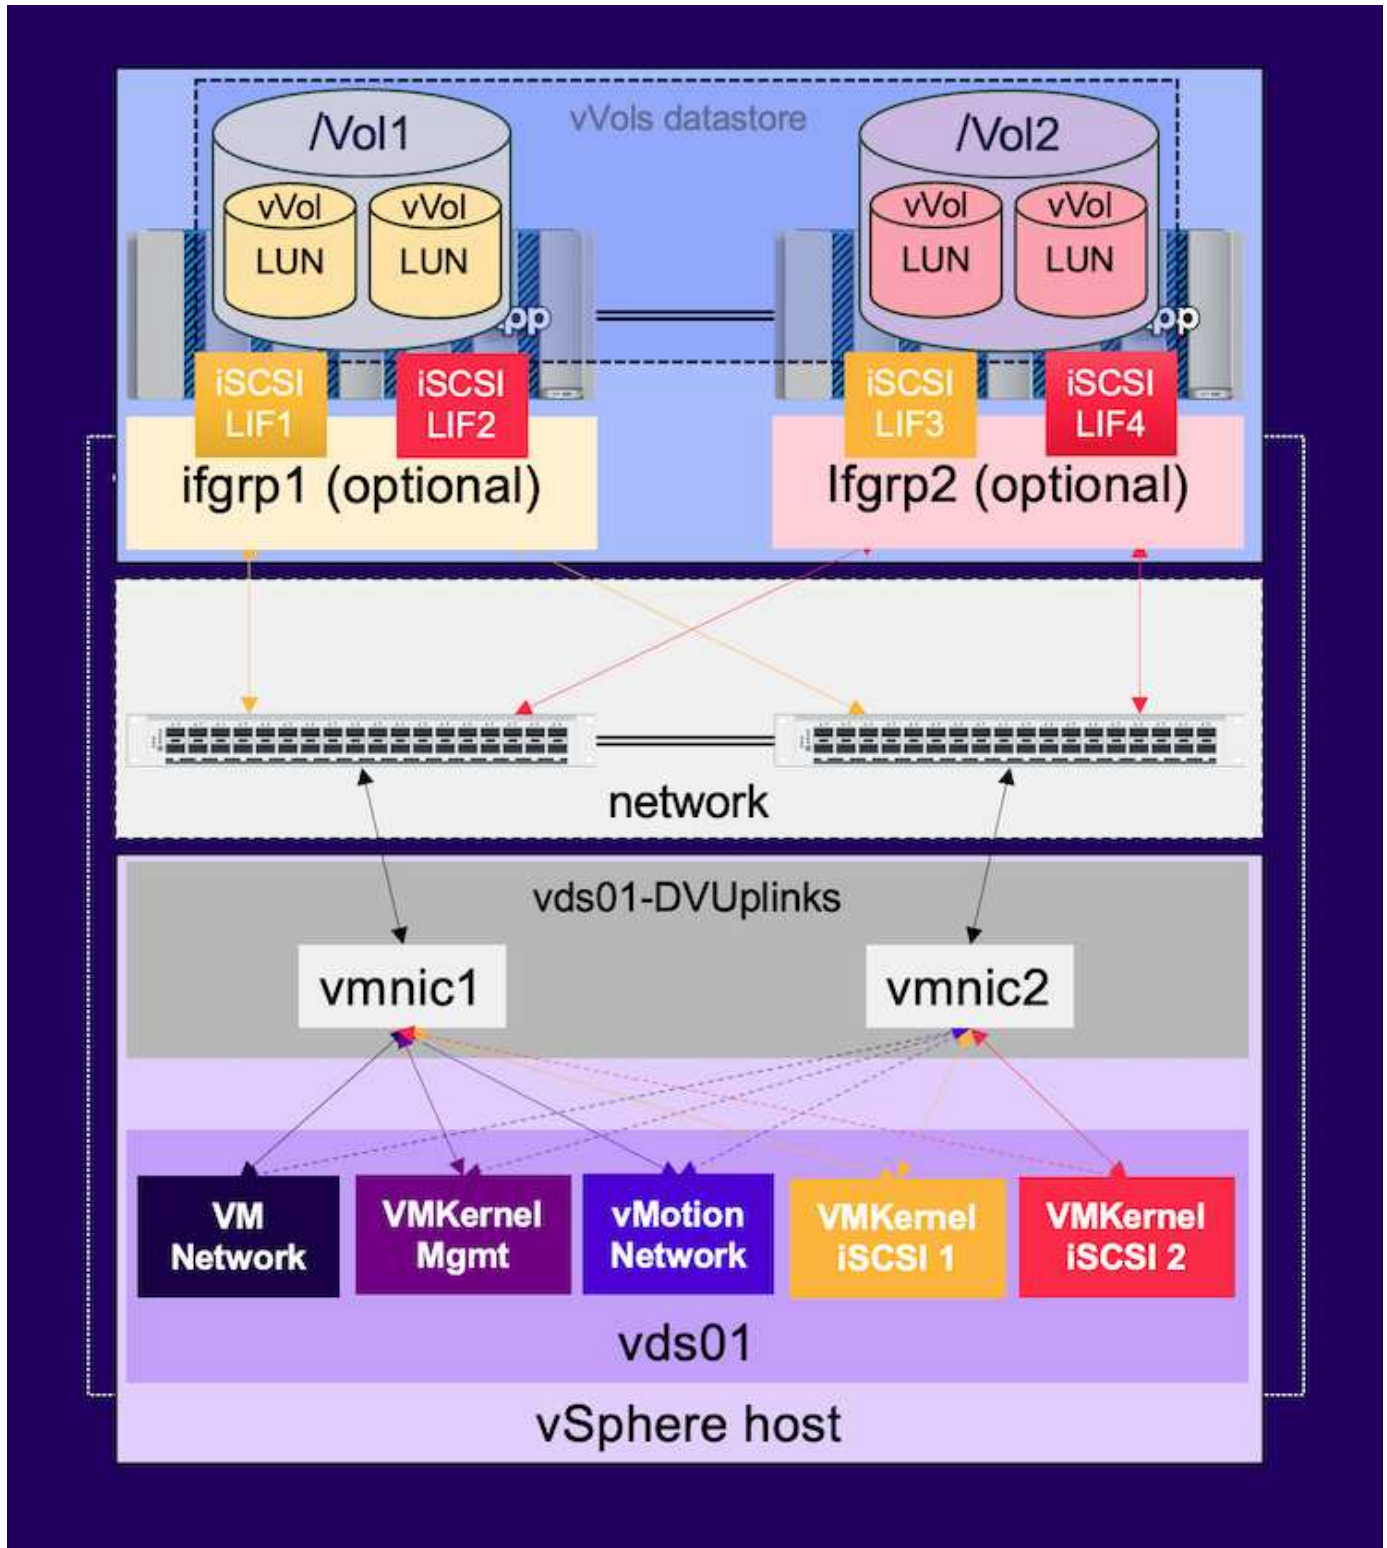 vVols datastore
/Vol1
/Vol2
vVol
vVol
vVol
vVol
LUN
LUN
LUN
LUN
pp
pp
iSCSI
LIF1
iSCSI
LIF2
iSCSI
LIF3
iSCSI
LIF4
ifgrp1 (optional)
Ifgrp2 (optional)
network
vds01-DVUplinks
vmnic1
vmnic2
VM
Network
VMKernel
Mgmt
vMotion
Network
VMKernel
iSCSI 1
VMKernel
iSCSI 2
vds01
vSphere host